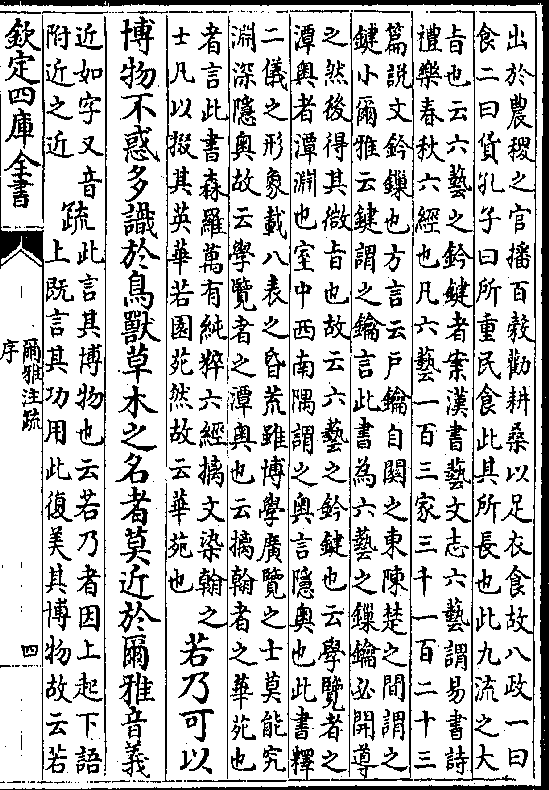 出於農稷之官播百穀勸耕桑以足衣食故八政一曰
食二曰貨孔子曰所重民食此其所長也此九流之大
㫖也云六藝之鈐鍵者案漢書藝文志六藝謂易書詩
禮樂春秋六經也凡六藝一百三家三千一百二十三
篇說文鈐鏁也方言云戸鑰自關之東陳楚之間謂之
鍵小爾雅云鍵謂之鑰言此書為六藝之鏁鑰必開導
之然後得其微㫖也故云六藝之鈐鍵也云學覽者之
潭奥者潭淵也室中西南隅謂之奥言隱奥也此書釋
二儀之形象載八表之昏荒雖博學廣覽之士莫能究
淵深隱奥故云學覽者之潭奥也云摛翰者之華苑也
者言此書森羅萬有純粹六經摛文染翰之
士凡以掇其英華若園苑然故云華苑也
若乃可以
博物不惑多識於鳥獸草木之名者莫近於爾雅音義
近如字又音
附近之近
疏
此言其博物也云若乃者因上起下語
上既言其功用此復美其博物故云若
欽定四庫全書
爾雅注疏
序
四